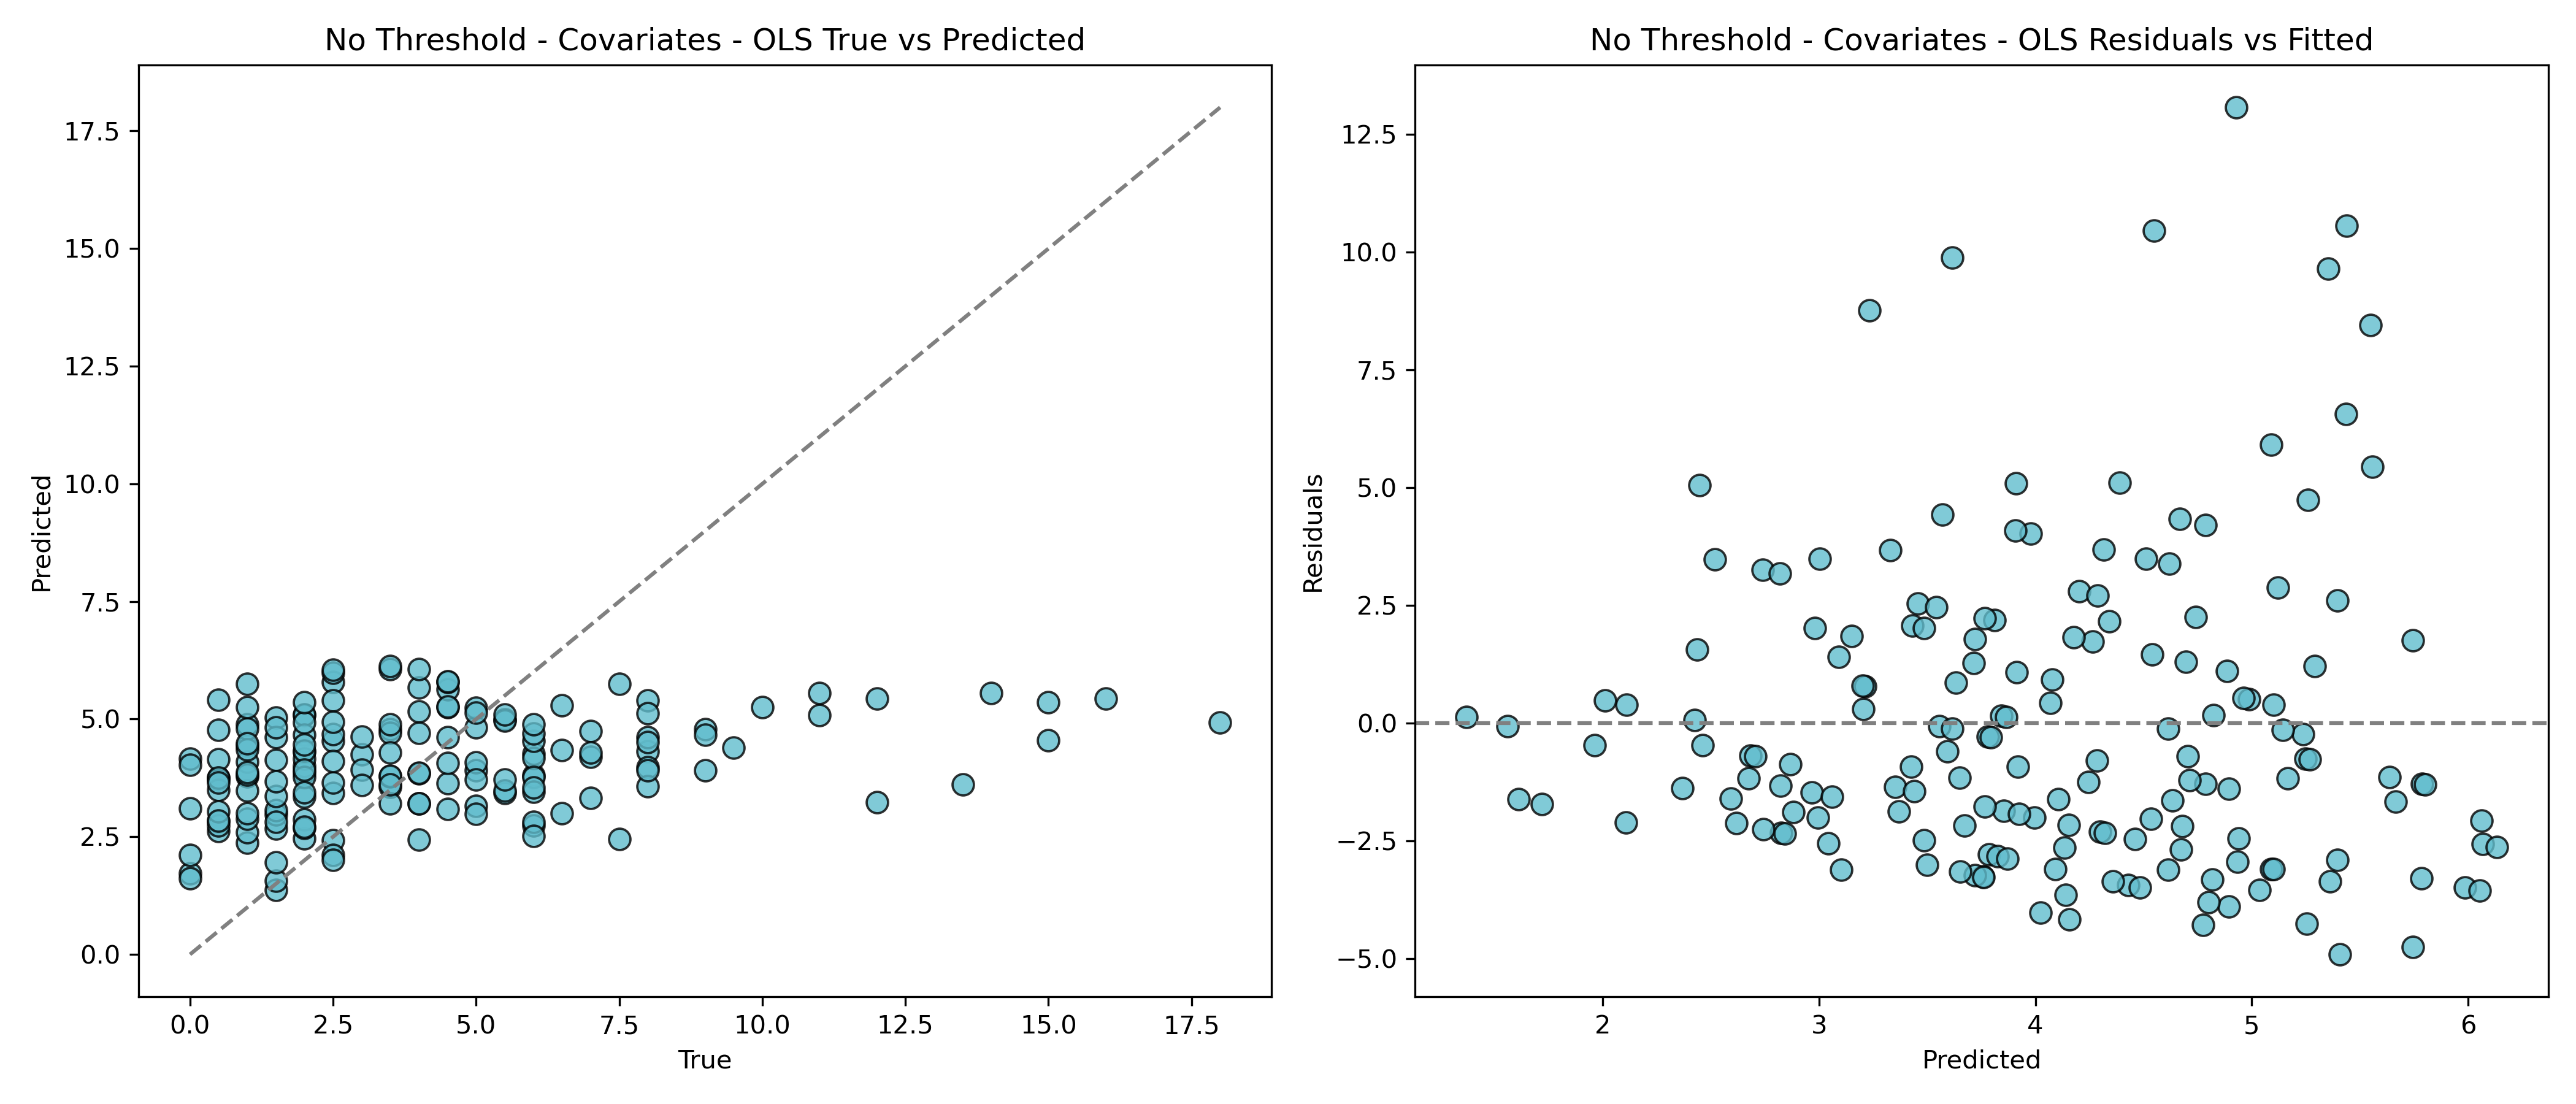 No Threshold - Covariates - OLS True vs Predicted
17.5
15.0
12.5
10.0
7.5
5.0
2.5
0.0
Predicted
0.0 2.5 5.0 7.5 10.0 12.5 15.0 17.5
True
No Threshold - Covariates - OLS Residuals vs Fitted
12.5
10.0
7.5
5.0
2.5
0.0
−2.5
−5.0
Residuals
2 3 4 5 6
Predicted